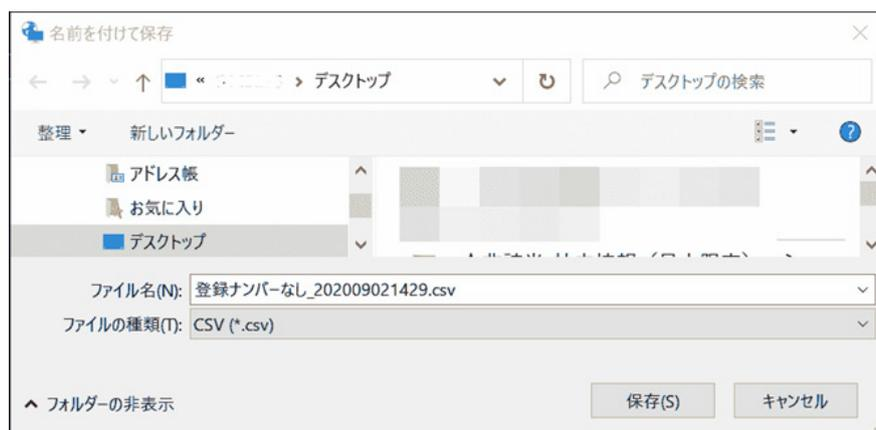 名前を付けて保存
« › デスクトップ
デスクトップの検索
整理
新しいフォルダー
アドレス帳
お気に入り
デスクトップ
ファイル名(N): 登録ナンバーなし_202009021429.csv
ファイルの種類(T): CSV (*.csv)
フォルダーの非表示
保存(S)
キャンセル